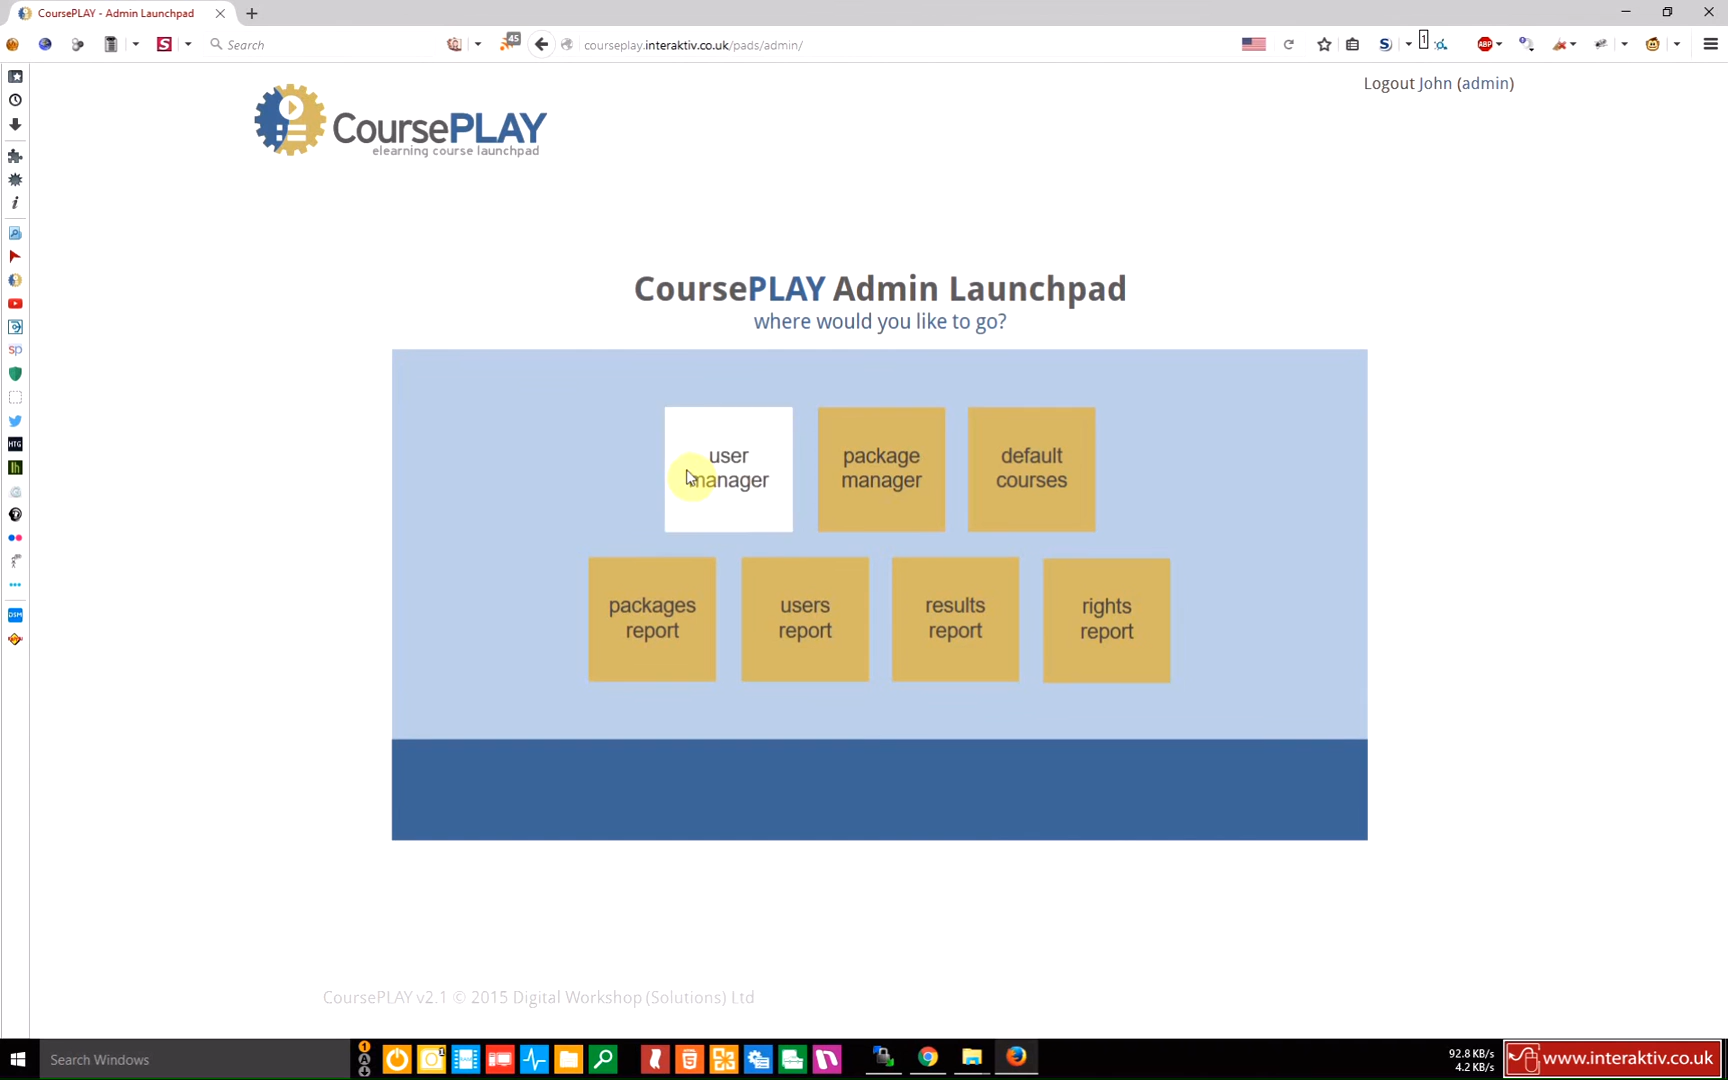 CoursePLAY - Admin Launchpad
Search
45
courseplay.interaktiv.co.uk/pads/admin/
1
ABP
Logout John (admin)
CoursePLAY
elearning course launchpad
CoursePLAY Admin Launchpad
where would you like to go?
user
manager
package
manager
default
courses
packages
report
users
report
results
report
rights
report
CoursePLAY v2.1 © 2015 Digital Workshop (Solutions) Ltd
Search Windows
92.8 KB/s
4.2 KB/s
www.interaktiv.co.uk